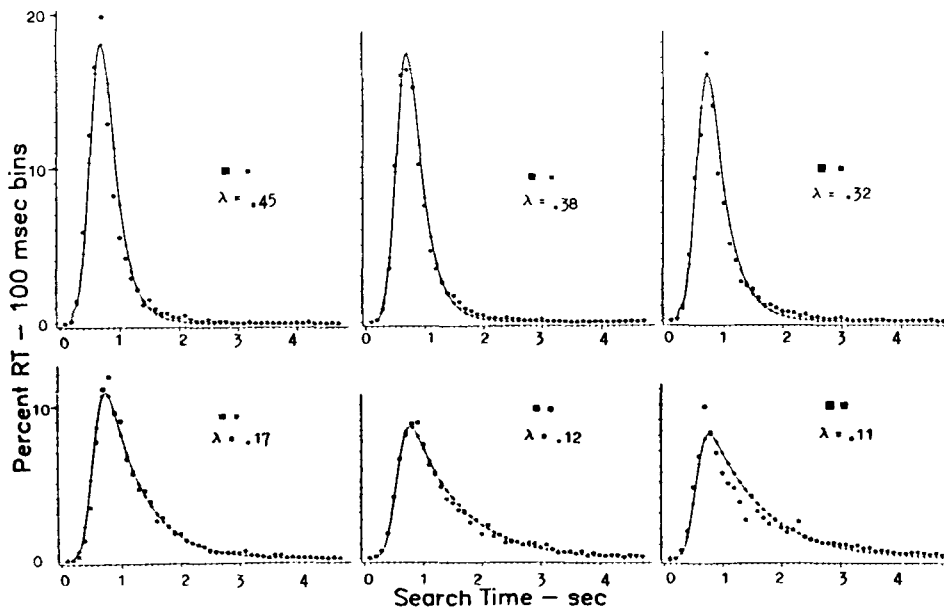 20
10
0
Percent RT – 100 msec bins
λ = .45
λ = .38
λ = .32
0 1 2 3 4
0 1 2 3 4
0 1 2 3 4
10
0
λ = .17
λ = .12
λ = .11
0 1 2 3 4
0 1 2 3 4
0 1 2 3 4
Search Time – sec